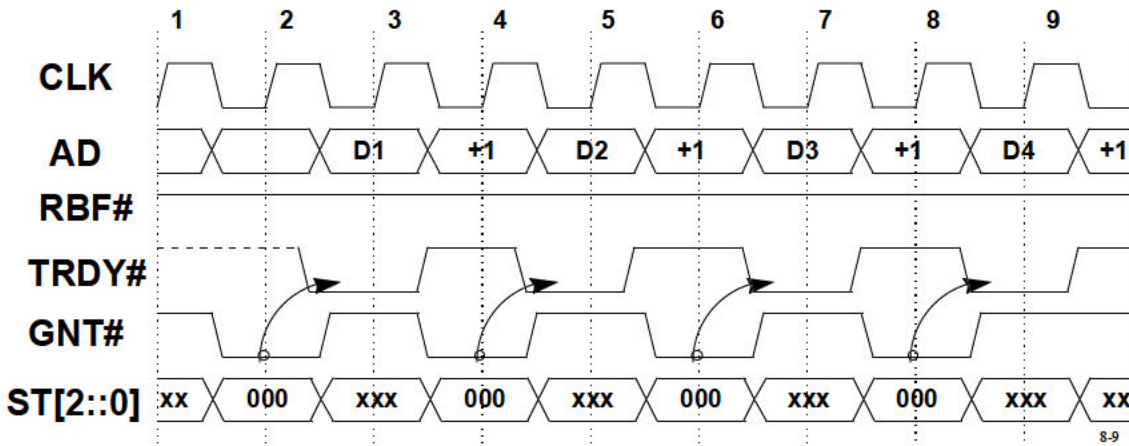 1 2 3 4 5 6 7 8 9
CLK
AD D1 +1 D2 +1 D3 +1 D4 +1
RBF#
TRDY#
GNT#
ST[2::0] xx 000 xxx 000 xxx 000 xxx 000 xxx xx
8-9